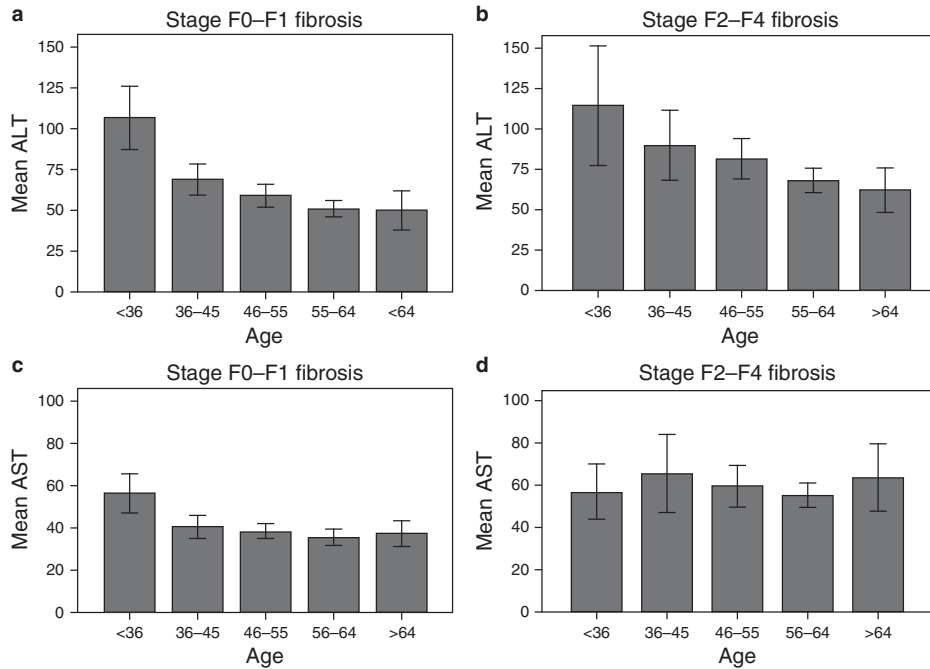 a
Stage F0–F1 fibrosis
Mean ALT
150
125
100
75
50
25
0
<36 36–45 46–55 55–64 <64
Age
b
Stage F2–F4 fibrosis
Mean ALT
150
125
100
75
50
25
0
<36 36–45 46–55 55–64 >64
Age
c
Stage F0–F1 fibrosis
Mean AST
100
80
60
40
20
0
<36 36–45 46–55 56–64 >64
Age
d
Stage F2–F4 fibrosis
Mean AST
100
80
60
40
20
0
<36 36–45 46–55 56–64 >64
Age